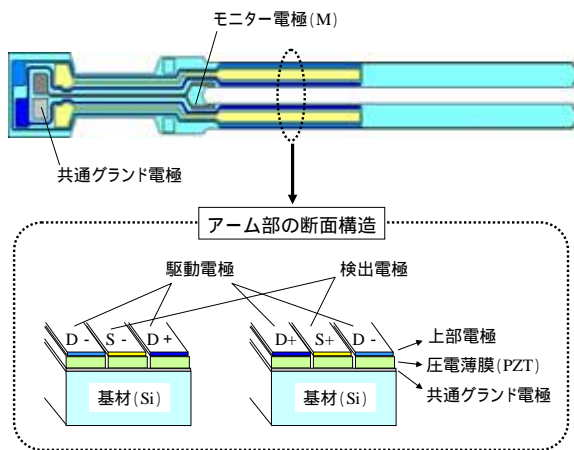 モニター電極(M)
共通グランド電極
アーム部の断面構造
駆動電極 検出電極
D - S - D + D+ S+ D -
上部電極
圧電薄膜(PZT)
共通グランド電極
基材(Si) 基材(Si)